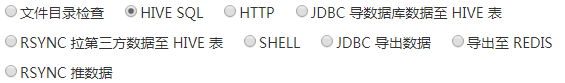 文件目录检查 HIVE SQL HTTP JDBC 导数据库数据至 HIVE 表
RSYNC 拉第三方数据至 HIVE 表 SHELL JDBC 导出数据 导出至 REDIS
RSYNC 推数据